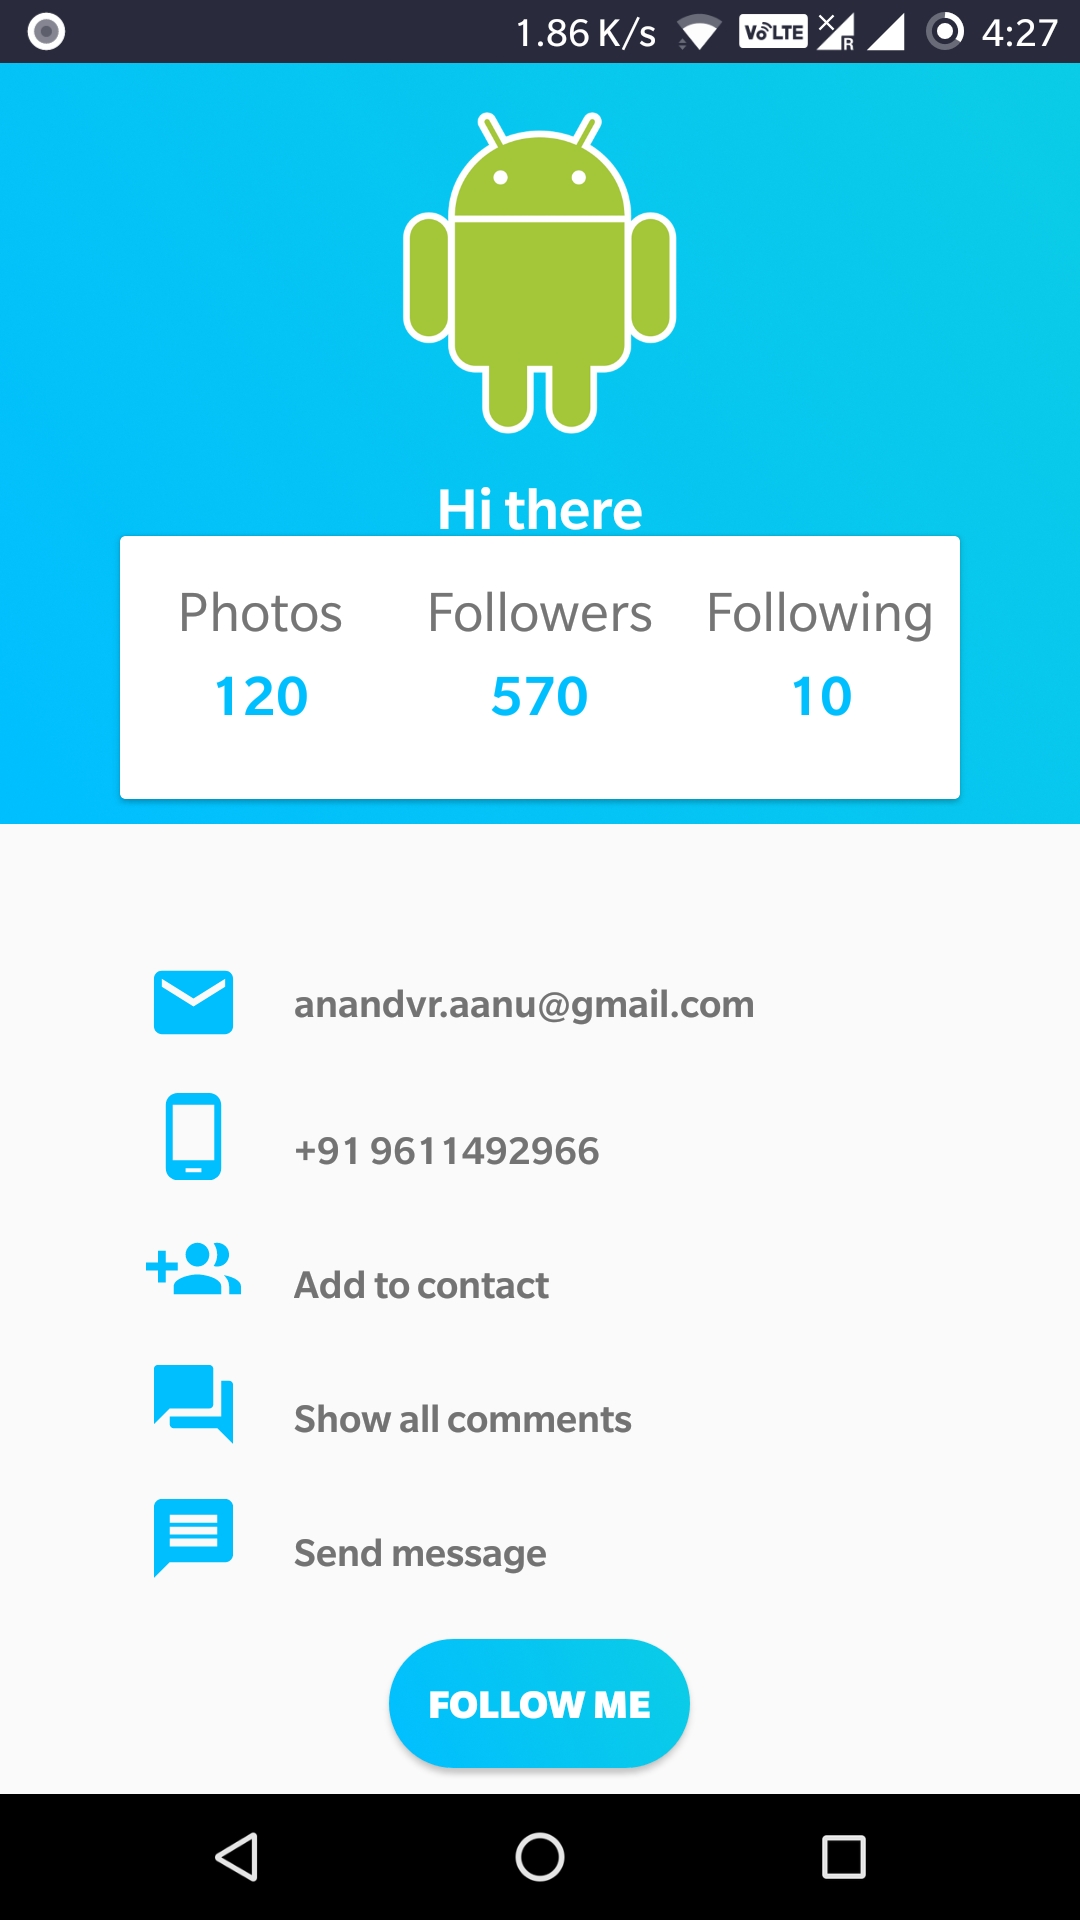 1.86 K/s VoLTE R 4:27
Hi there
Photos Followers Following
120 570 10
anandvr.aanu@gmail.com
+91 9611492966
Add to contact
Show all comments
Send message
FOLLOW ME